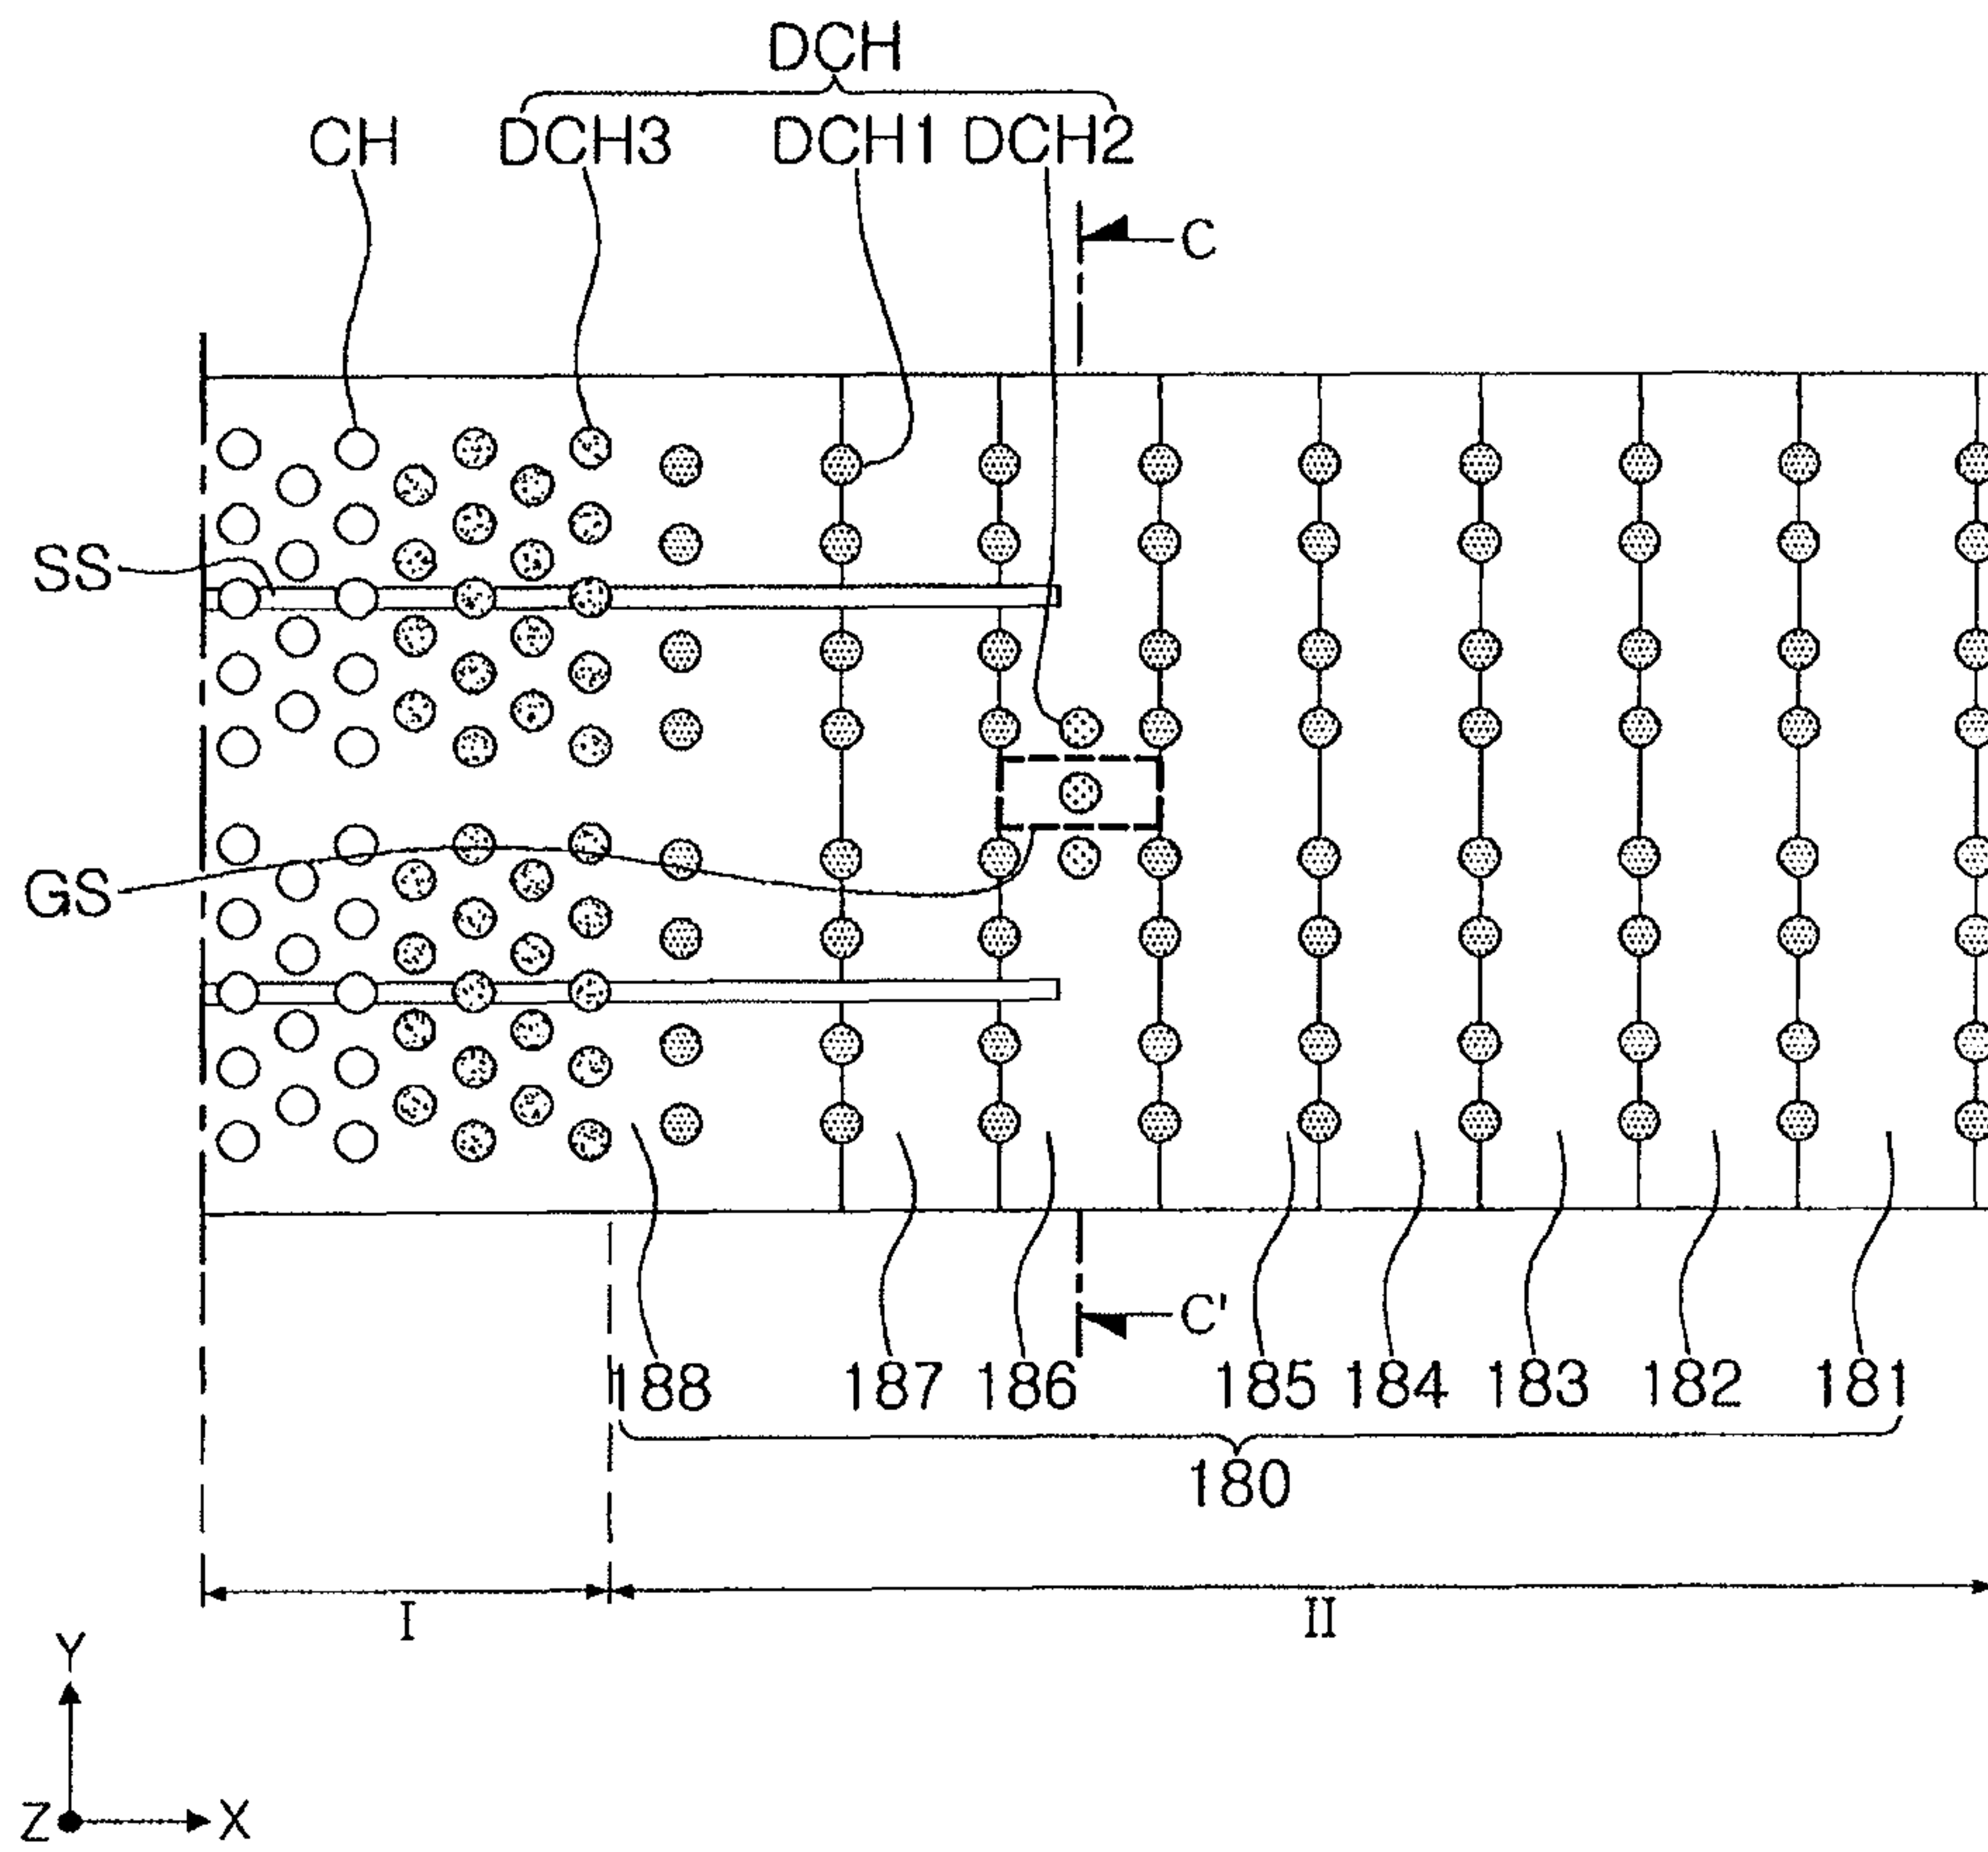 DCH
CH DCH3 DCH1 DCH2
C
SS
GS
C'
188 187 186 185 184 183 182 181
180
I II
Y
Z X